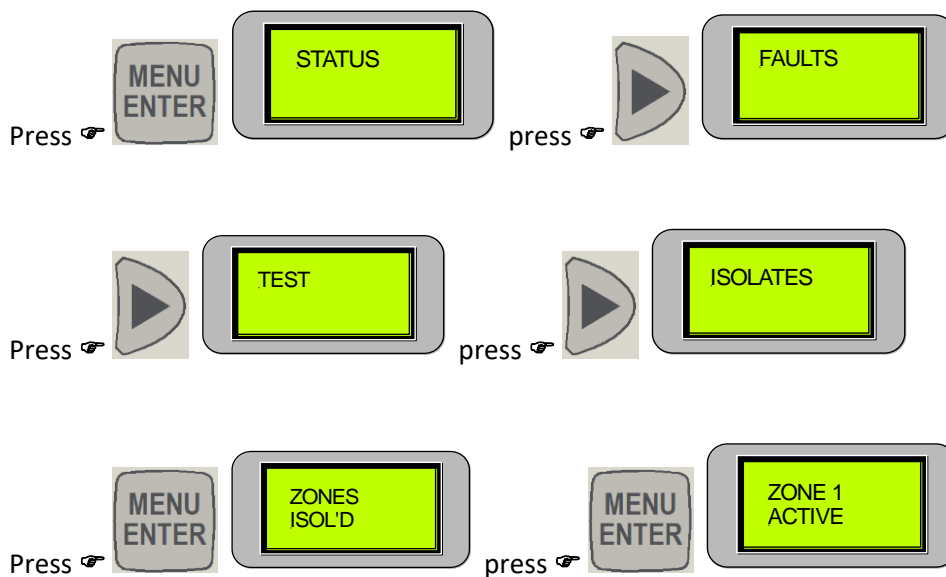 MENU
ENTER
STATUS
FAULTS
Press ☞ press ☞
TEST
ISOLATES
Press ☞ press ☞
MENU
ENTER
ZONES
ISOL'D
MENU
ENTER
ZONE 1
ACTIVE
Press ☞ press ☞